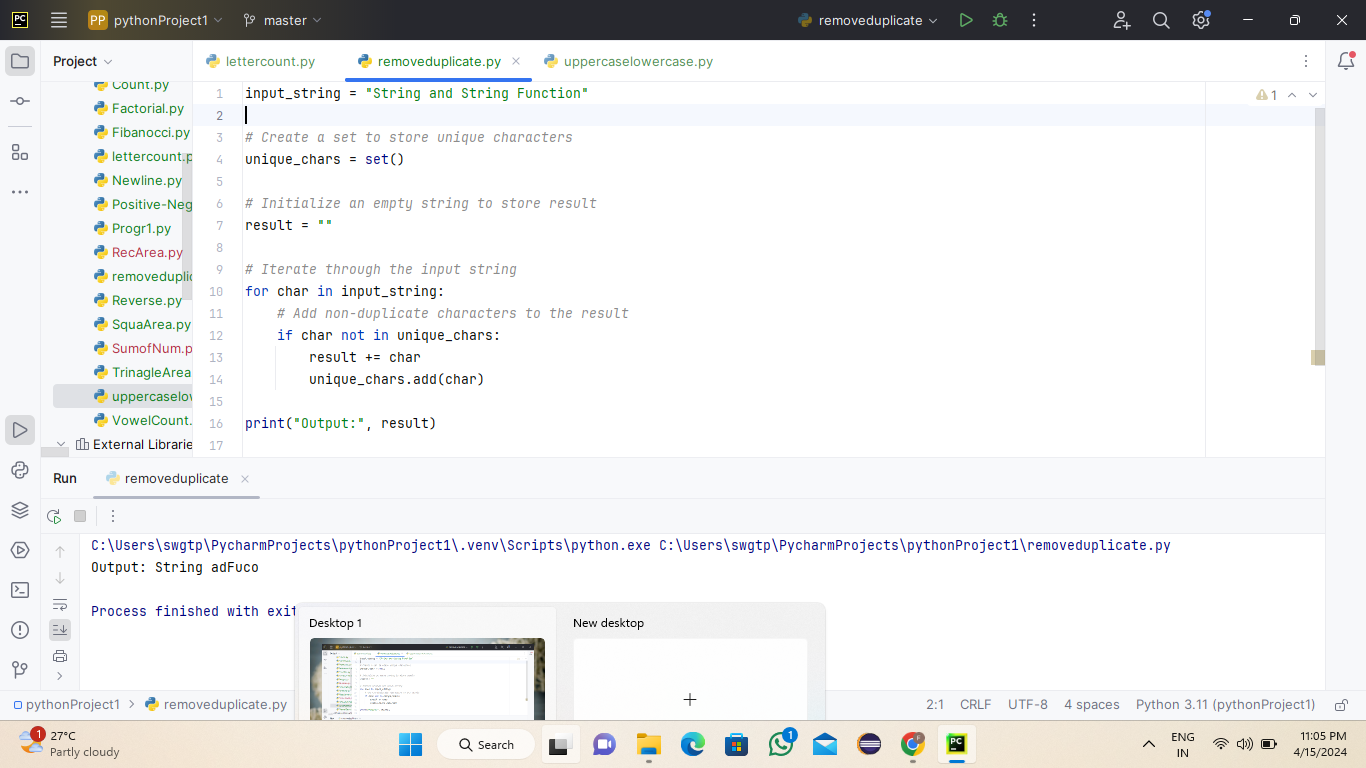 PC
PP pythonProject1 master removeduplicate
Project lettercount.py removeduplicate.py uppercaselowercase.py
Count.py
Factorial.py
Fibanocci.py
lettercount.p
Newline.py
Positive-Neg
Progr1.py
RecArea.py
removeduplic
Reverse.py
SquaArea.py
SumofNum.p
TrinagleArea
uppercaselow
VowelCount.
External Librarie
1 input_string = "String and String Function"
2
3 # Create a set to store unique characters
4 unique_chars = set()
5
6 # Initialize an empty string to store result
7 result = ""
8
9 # Iterate through the input string
10 for char in input_string:
11 # Add non-duplicate characters to the result
12 if char not in unique_chars:
13 result += char
14 unique_chars.add(char)
15
16 print("Output:", result)
17
1
Run removeduplicate
C:\Users\swgtp\PycharmProjects\pythonProject1\.venv\Scripts\python.exe C:\Users\swgtp\PycharmProjects\pythonProject1\removeduplicate.py
Output: String adFuco
Process finished with exit
Desktop 1 New desktop
pythonProject1 removeduplicate.py 2:1 CRLF UTF-8 4 spaces Python 3.11 (pythonProject1)
1 27°C
Partly cloudy
Search
1
PC
ENG
IN
11:05 PM
4/15/2024